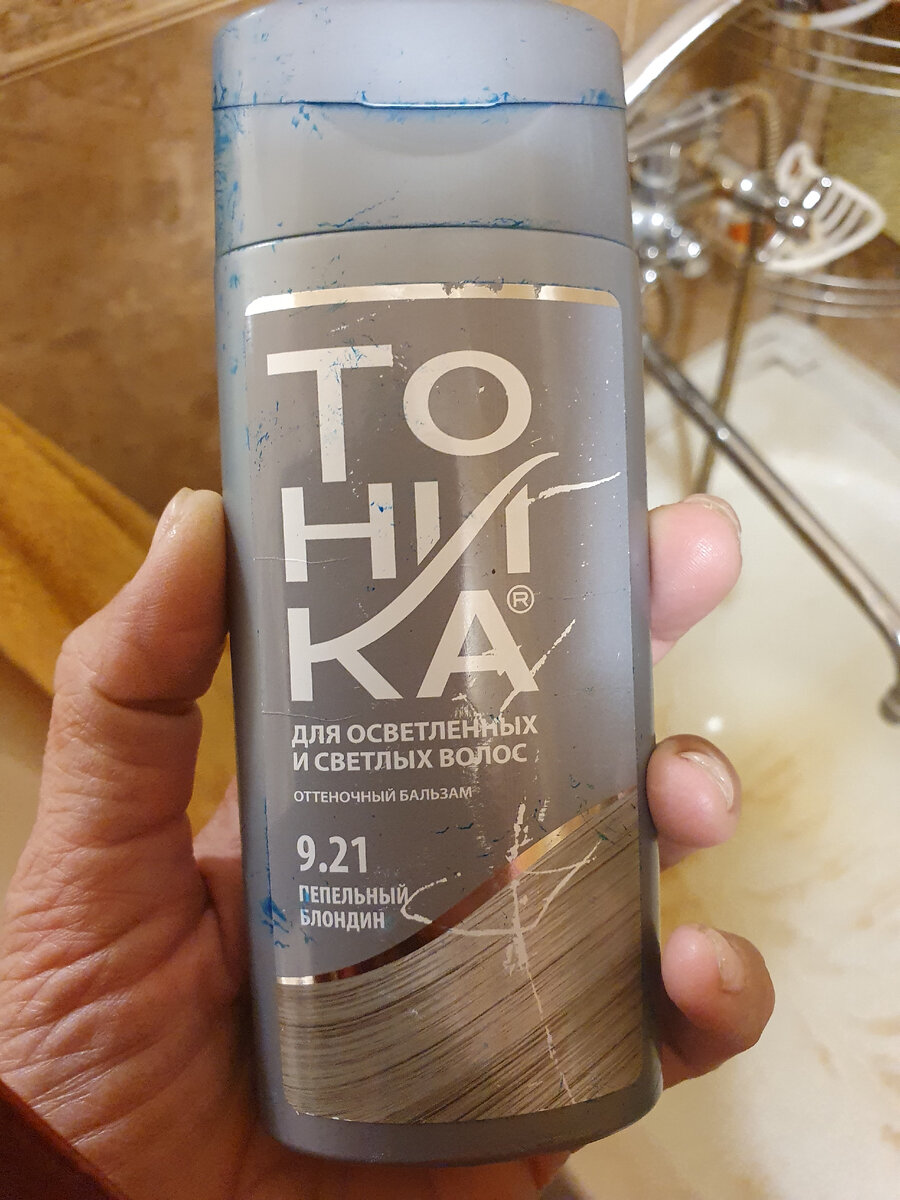 ТО
НИ
КА®
ДЛЯ ОСВЕТЛЕННЫХ
И СВЕТЛЫХ ВОЛОС
ОТТЕНОЧНЫЙ БАЛЬЗАМ
9.21
ПЕПЕЛЬНЫЙ
БЛОНДИН